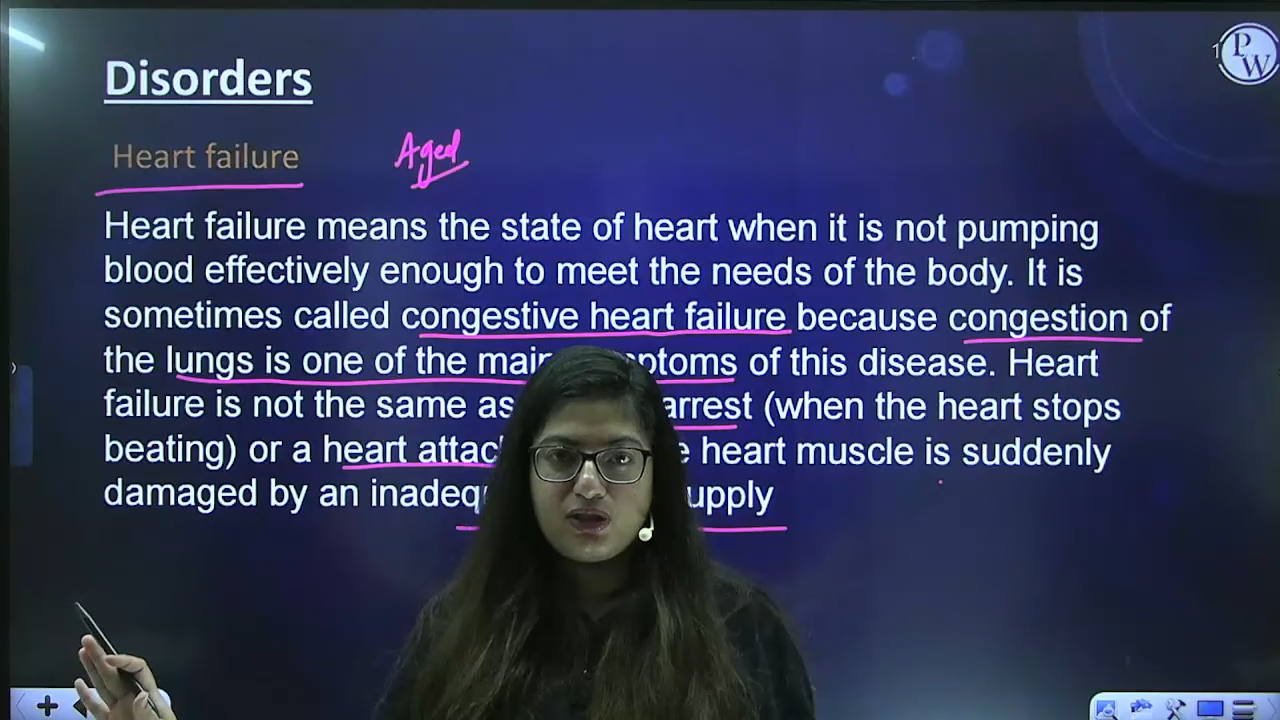 Disorders
Heart failure Aged
Heart failure means the state of heart when it is not pumping
blood effectively enough to meet the needs of the body. It is
sometimes called congestive heart failure because congestion of
the lungs is one of the main of this disease. Heart
failure is not the same as arrest (when the heart stops
beating) or a heart heart muscle is suddenly
damaged by an
PW